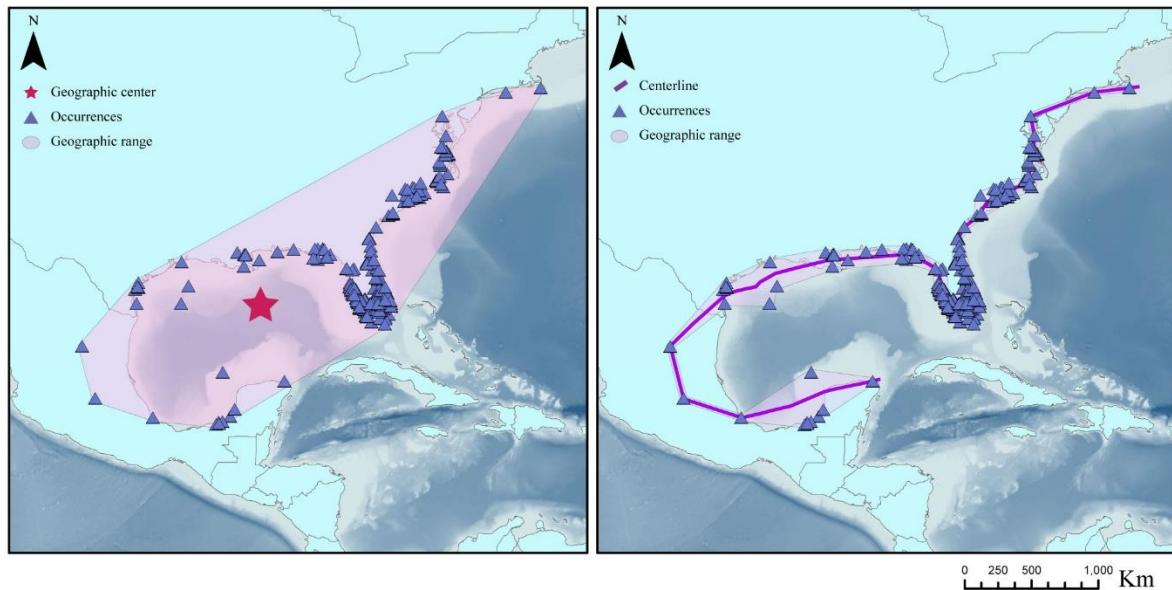 N
Geographic center
Occurrences
Geographic range
N
Centerline
Occurrences
Geographic range
0 250 500 1,000 Km